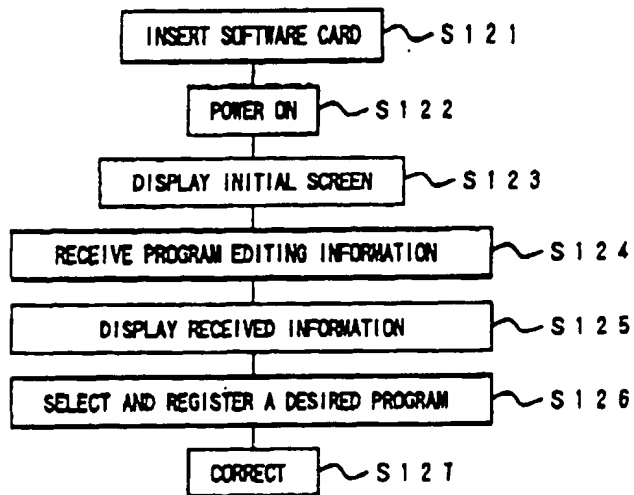 INSERT SOFTWARE CARD S121
POWER ON S122
DISPLAY INITIAL SCREEN S123
RECEIVE PROGRAM EDITING INFORMATION S124
DISPLAY RECEIVED INFORMATION S125
SELECT AND REGISTER A DESIRED PROGRAM S126
CORRECT S127